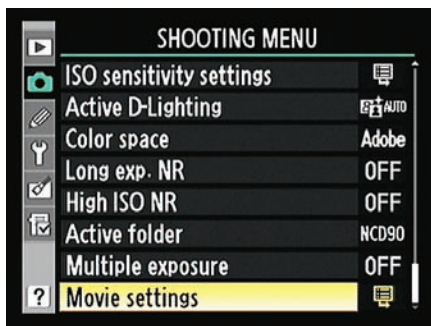 SHOOTING MENU
ISO sensitivity settings
Active D-Lighting AUTO
Color space Adobe
Long exp. NR OFF
High ISO NR OFF
Active folder NCD90
Multiple exposure OFF
? Movie settings